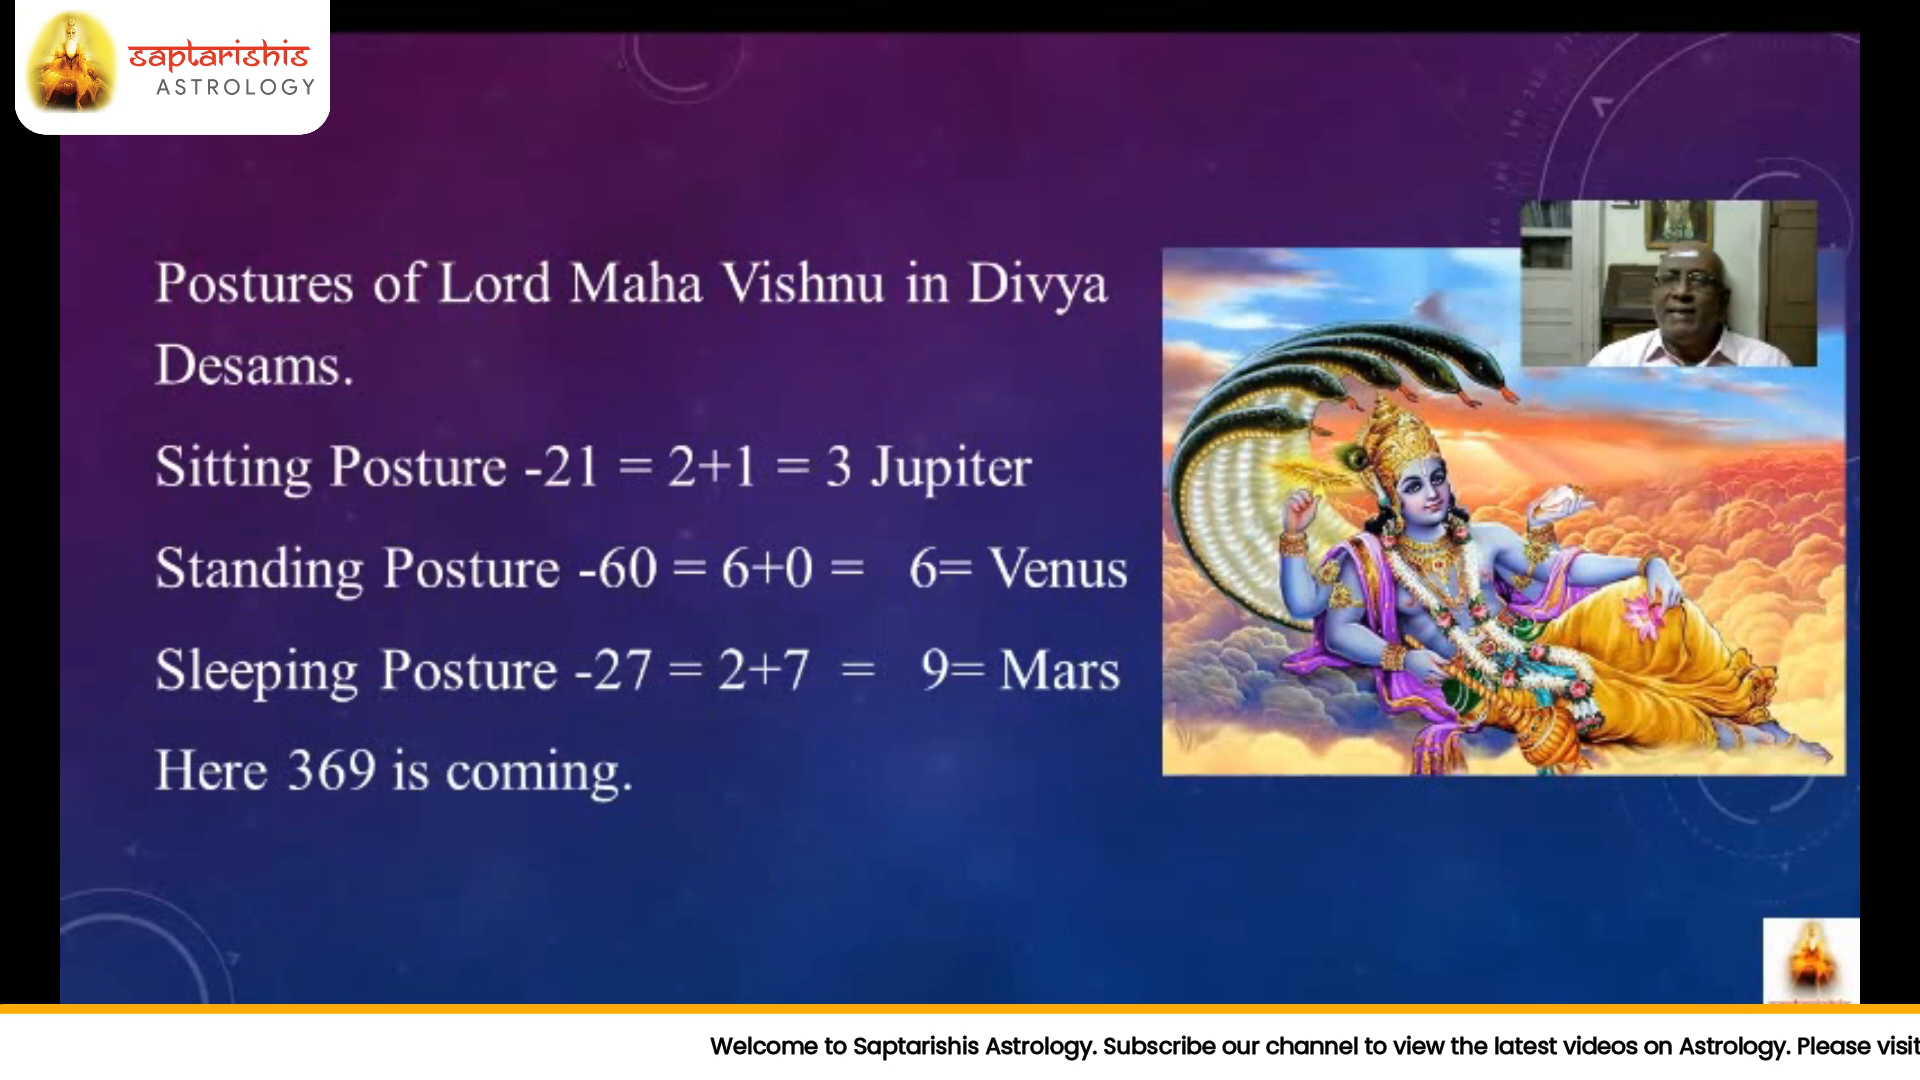 saptarishis
ASTROLOGY
Postures of Lord Maha Vishnu in Divya
Desams.
Sitting Posture -21 = 2+1 = 3 Jupiter
Standing Posture -60 = 6+0 = 6= Venus
Sleeping Posture -27 = 2+7 = 9= Mars
Here 369 is coming.
Welcome to Saptarishis Astrology. Subscribe our channel to view the latest videos on Astrology. Please visit